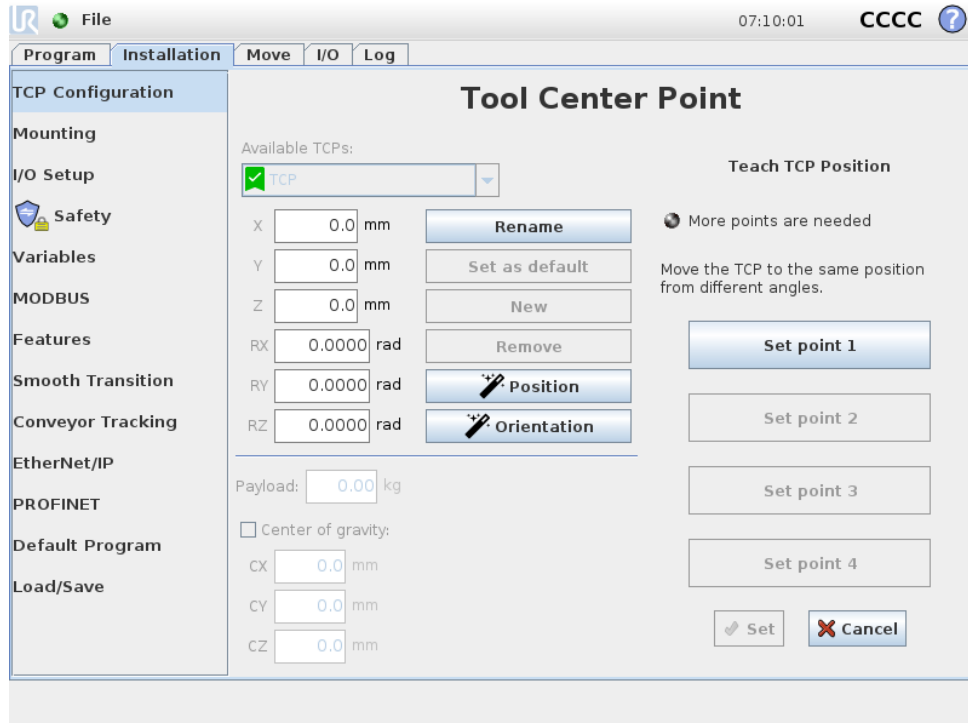 UR File 07:10:01 CCCC ?
Program Installation Move I/O Log
TCP Configuration
Mounting
I/O Setup
Safety
Variables
MODBUS
Features
Smooth Transition
Conveyor Tracking
EtherNet/IP
PROFINET
Default Program
Load/Save
Tool Center Point
Available TCPs:
TCP
X 0.0 mm
Y 0.0 mm
Z 0.0 mm
RX 0.0000 rad
RY 0.0000 rad
RZ 0.0000 rad
Rename
Set as default
New
Remove
Position
Orientation
Payload: 0.00 kg
Center of gravity:
CX 0.0 mm
CY 0.0 mm
CZ 0.0 mm
Teach TCP Position
More points are needed
Move the TCP to the same position
from different angles.
Set point 1
Set point 2
Set point 3
Set point 4
Set Cancel